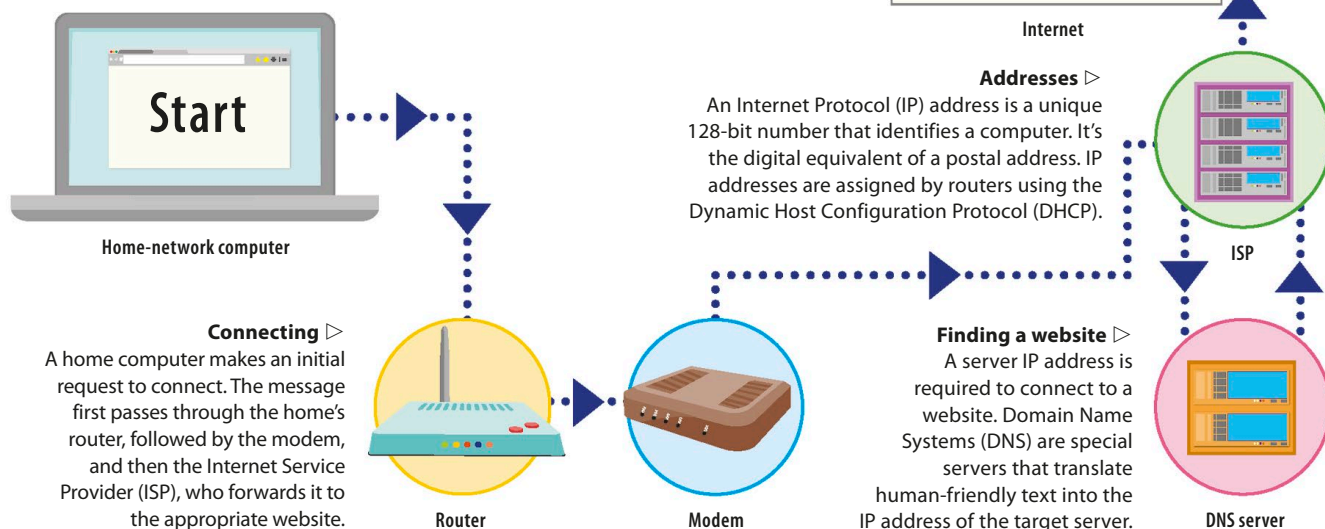 Start
Home-network computer
Internet
Addresses ▷
An Internet Protocol (IP) address is a unique
128-bit number that identifies a computer. It’s
the digital equivalent of a postal address. IP
addresses are assigned by routers using the
Dynamic Host Configuration Protocol (DHCP).
ISP
Connecting ▷
A home computer makes an initial
request to connect. The message
first passes through the home’s
router, followed by the modem,
and then the Internet Service
Provider (ISP), who forwards it to
the appropriate website.
Router
Modem
Finding a website ▷
A server IP address is
required to connect to a
website. Domain Name
Systems (DNS) are special
servers that translate
human-friendly text into the
IP address of the target server.
DNS server